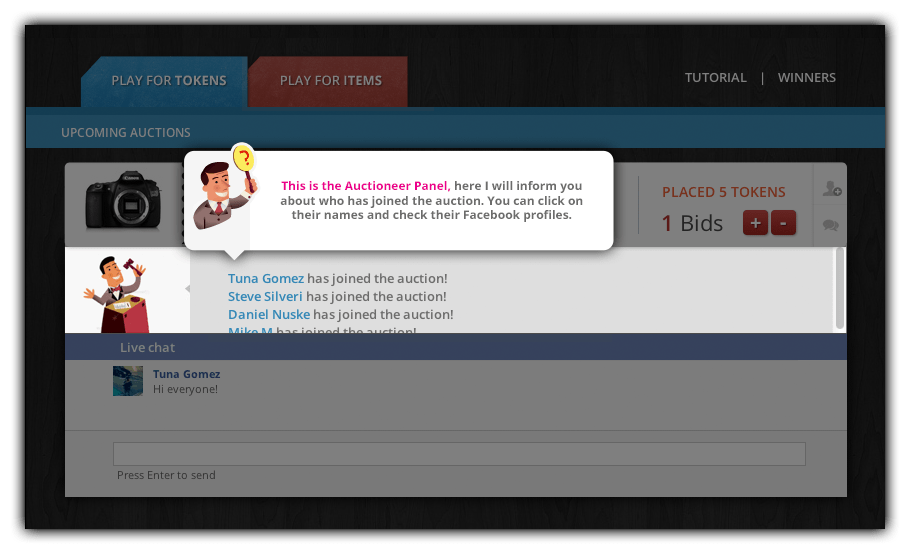 PLAY FOR TOKENS
PLAY FOR ITEMS
TUTORIAL | WINNERS
UPCOMING AUCTIONS
?
This is the Auctioneer Panel, here I will inform you
about who has joined the auction. You can click on
their names and check their Facebook profiles.
PLACED 5 TOKENS
1 Bids + -
Tuna Gomez has joined the auction!
Steve Silveri has joined the auction!
Daniel Nuske has joined the auction!
Mike M has joined the auction!
Live chat
Tuna Gomez
Hi everyone!
Press Enter to send